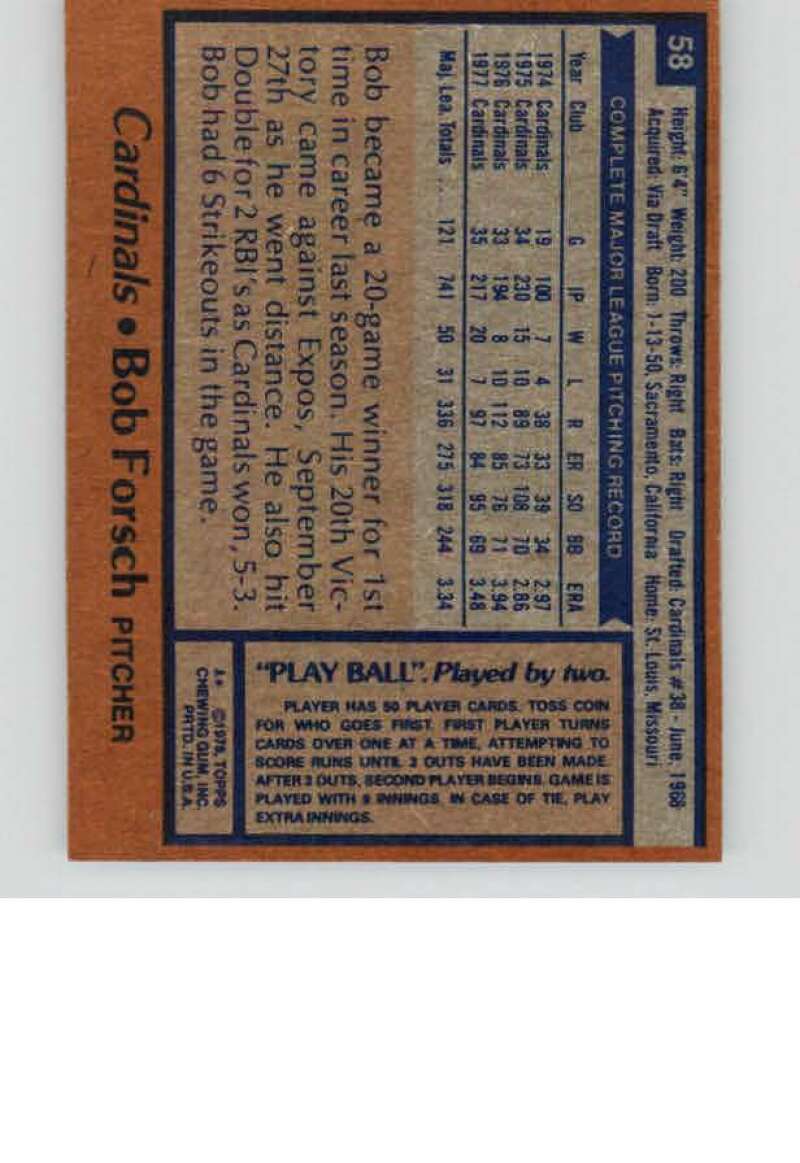 58
Height: 6'4" Weight: 200 Throws: Right Bats: Right Drafted: Cardinals #38 - June, 1968
Acquired: Via Draft Born: 1-13-50, Sacramento, California Home: St. Louis, Missouri
COMPLETE MAJOR LEAGUE PITCHING RECORD
Year Club G IP W L R ER SO BB ERA
1974 Cardinals 19 100 7 4 38 33 39 34 2.97
1975 Cardinals 34 230 15 10 89 73 108 70 2.86
1976 Cardinals 33 194 8 10 112 85 76 71 3.94
1977 Cardinals 35 217 20 7 97 84 95 69 3.48
Maj. Lea. Totals ... 121 741 50 31 336 275 318 244 3.34
Bob became a 20-game winner for 1st
time in career last season. His 20th Vic-
tory came against Expos, September
27th as he went distance. He also hit
Double for 2 RBI's as Cardinals won, 5-3.
Bob had 6 Strikeouts in the game.
"PLAY BALL". Played by two.
PLAYER HAS 50 PLAYER CARDS. TOSS COIN
FOR WHO GOES FIRST. FIRST PLAYER TURNS
CARDS OVER ONE AT A TIME, ATTEMPTING TO
SCORE RUNS UNTIL 3 OUTS HAVE BEEN MADE.
AFTER 3 OUTS, SECOND PLAYER BEGINS. GAME IS
PLAYED WITH 9 INNINGS. IN CASE OF TIE, PLAY
EXTRA INNINGS.
©1978, TOPPS
CHEWING GUM, INC.
PRTD. IN U.S.A.
Cardinals • Bob Forsch PITCHER